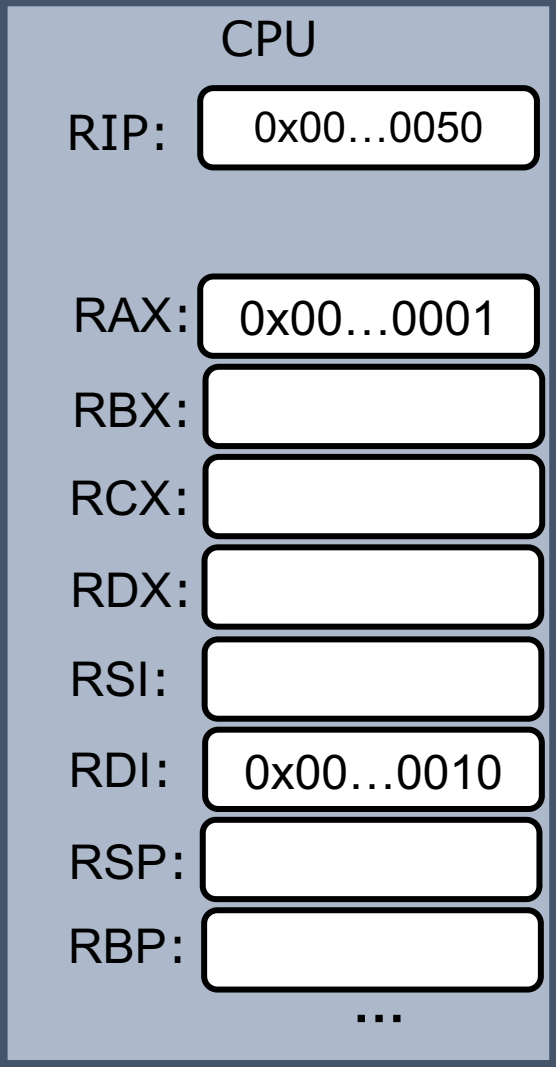 CPU
RIP: 0x00…0050
RAX: 0x00…0001
RBX:
RCX:
RDX:
RSI:
RDI: 0x00…0010
RSP:
RBP:
…